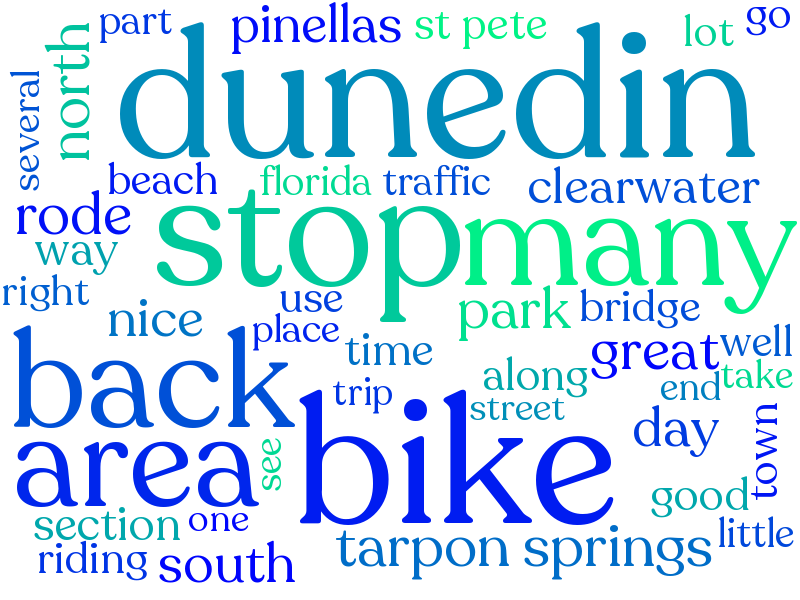 part pinellas st pete lot go
several north dunedin
beach florida traffic clearwater
rode stop many
way
right nice use park bridge
place time great well
back trip along end take
area see bike street day town
section one good little
riding south tarpon springs